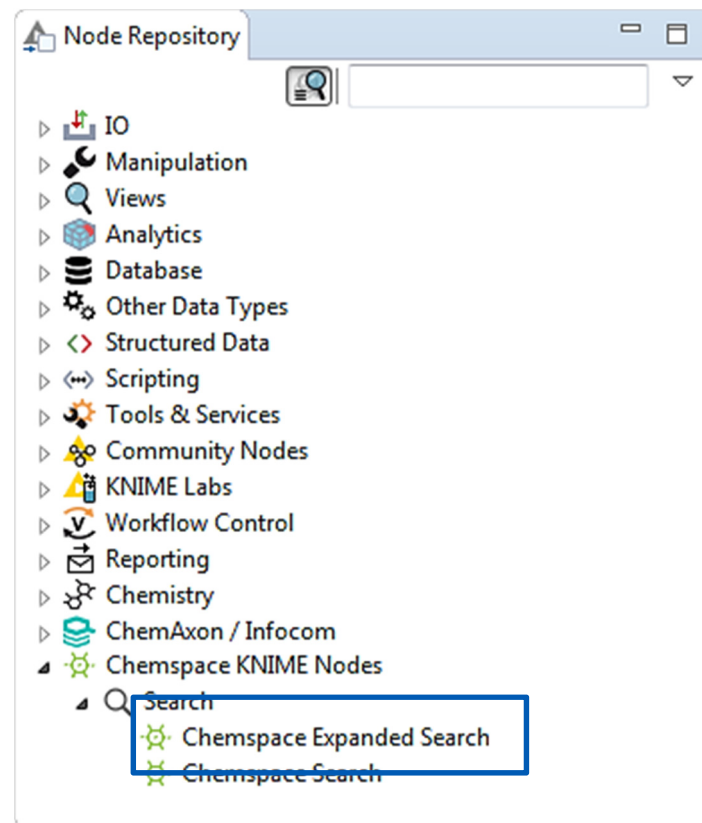 Node Repository
IO
Manipulation
Views
Analytics
Database
Other Data Types
Structured Data
Scripting
Tools & Services
Community Nodes
KNIME Labs
Workflow Control
Reporting
Chemistry
ChemAxon / Infocom
Chemspace KNIME Nodes
Search
Chemspace Expanded Search
Chemspace Search